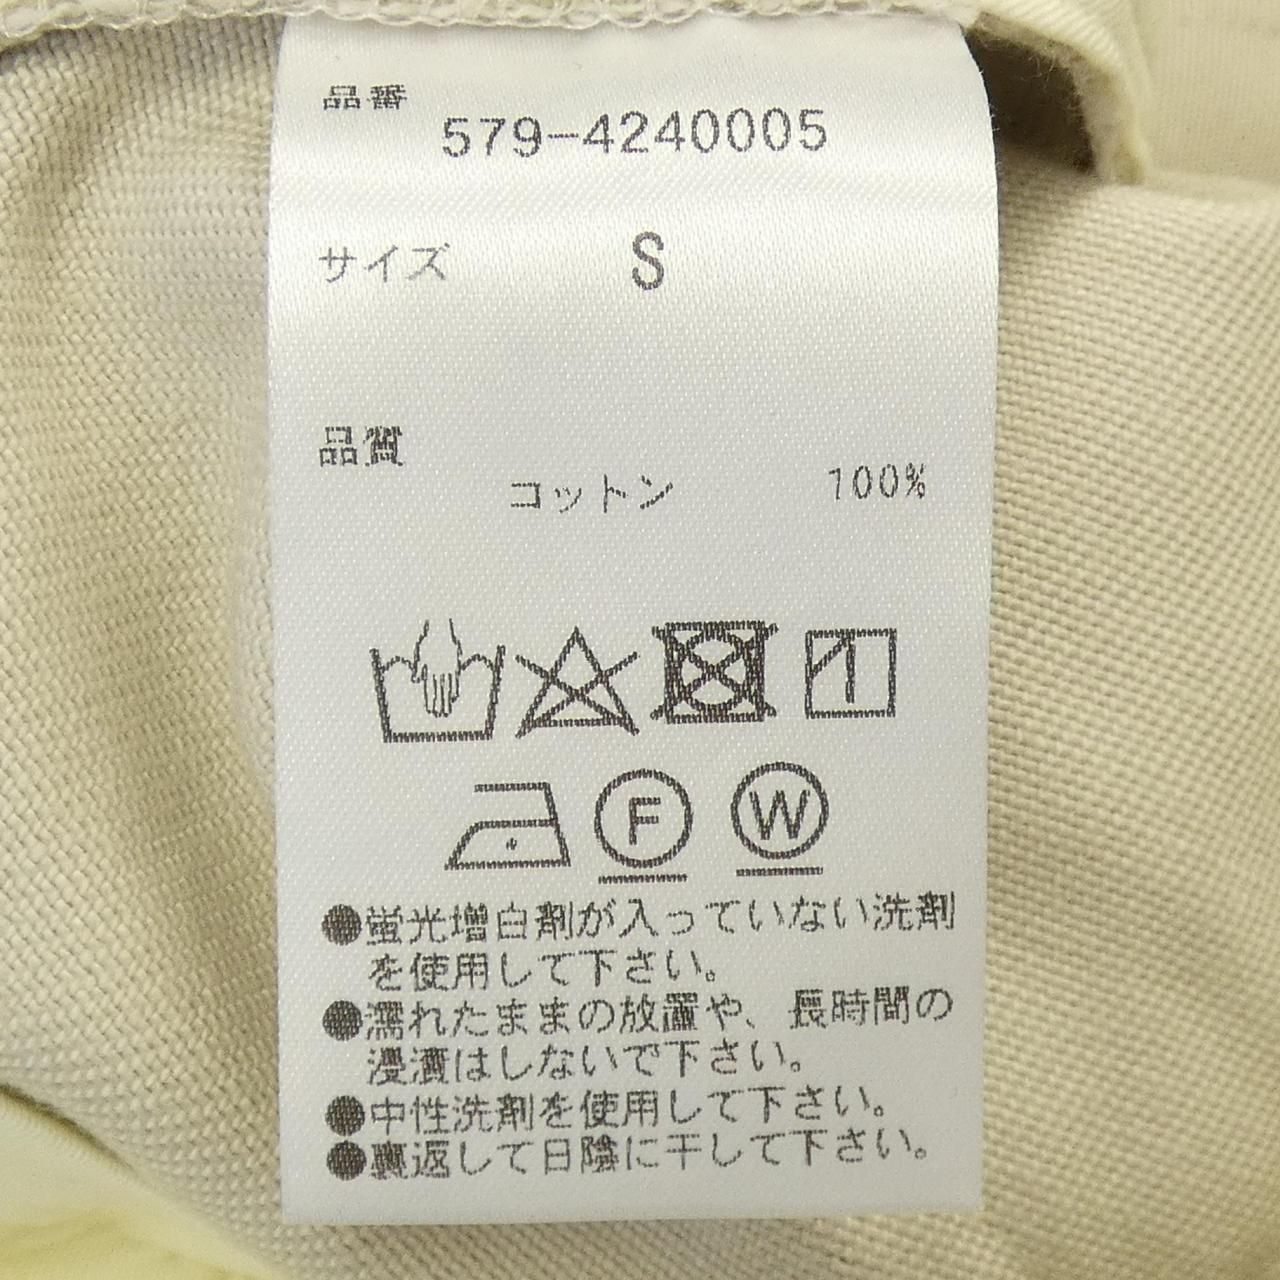 品番
579-4240005
サイズ S
品質
コットン 100%
F W
●蛍光増白剤が入っていない洗剤
を使用して下さい。
●濡れたままの放置や、長時間の
浸漬はしないで下さい。
●中性洗剤を使用して下さい。
●裏返して日陰に干して下さい。